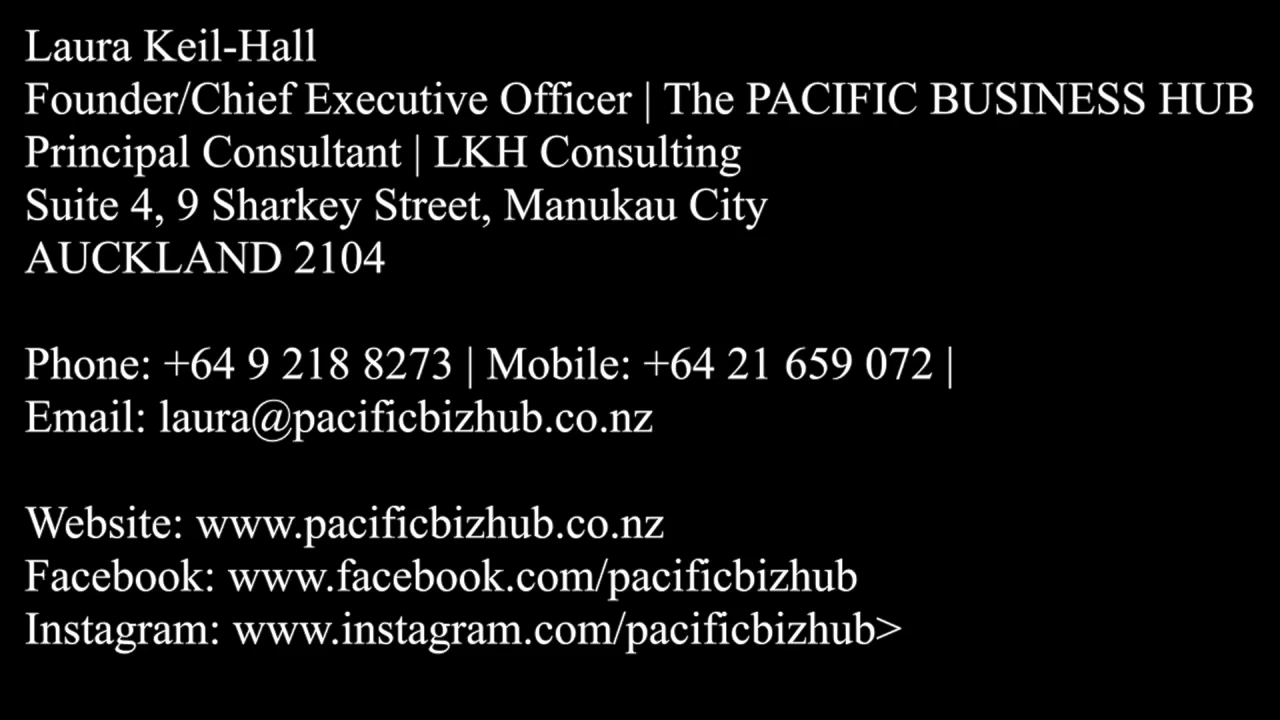 Laura Keil-Hall
Founder/Chief Executive Officer | The PACIFIC BUSINESS HUB
Principal Consultant | LKH Consulting
Suite 4, 9 Sharkey Street, Manukau City
AUCKLAND 2104
Phone: +64 9 218 8273 | Mobile: +64 21 659 072 |
Email: laura@pacificbizhub.co.nz
Website: www.pacificbizhub.co.nz
Facebook: www.facebook.com/pacificbizhub
Instagram: www.instagram.com/pacificbizhub>